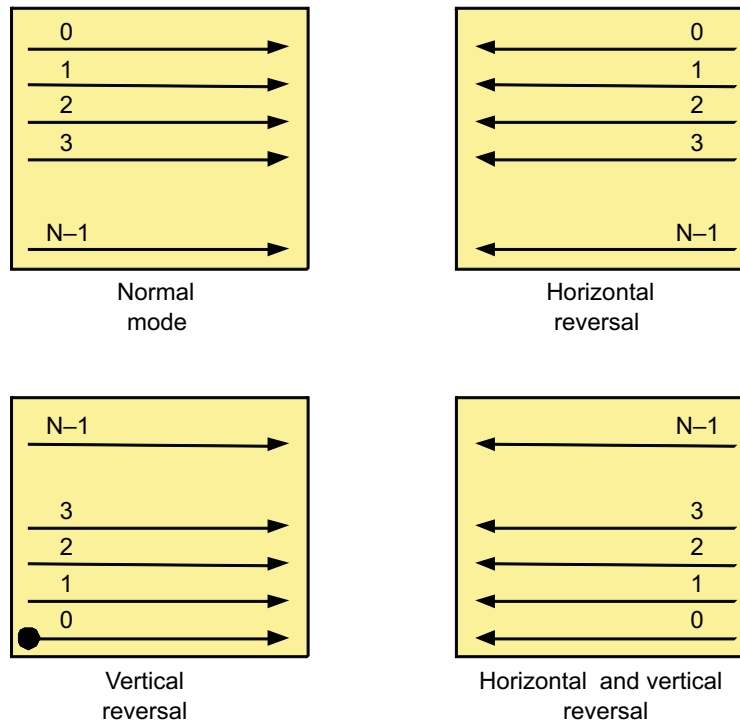 0
1
2
3
N–1
Normal
mode
0
1
2
3
N–1
Horizontal
reversal
N–1
3
2
1
0
Vertical
reversal
N–1
3
2
1
0
Horizontal and vertical
reversal